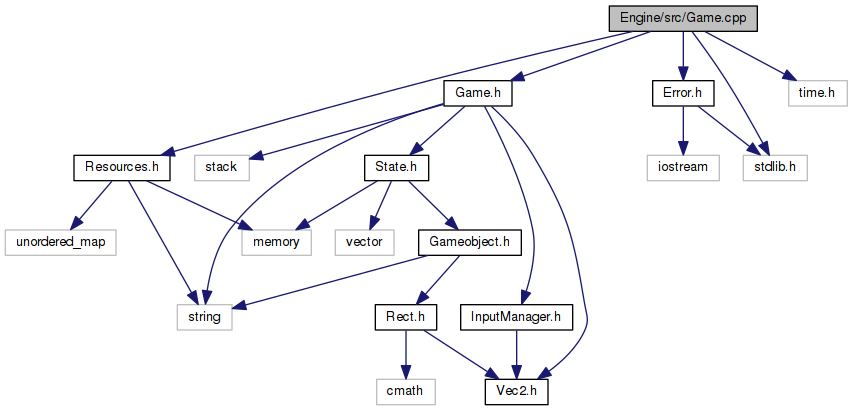 Engine/src/Game.cpp
Game.h
Error.h
time.h
Resources.h
stack
State.h
iostream
stdlib.h
unordered_map
memory
vector
Gameobject.h
string
Rect.h
InputManager.h
cmath
Vec2.h